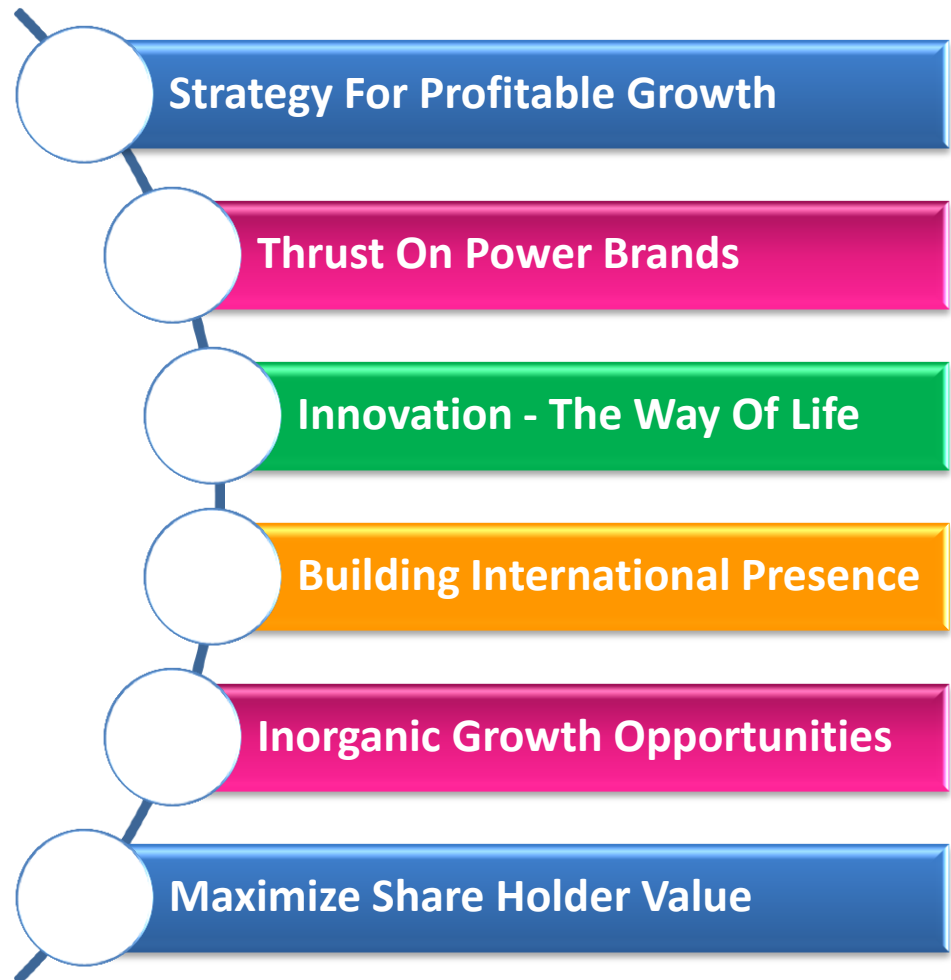 Strategy For Profitable Growth
Thrust On Power Brands
Innovation - The Way Of Life
Building International Presence
Inorganic Growth Opportunities
Maximize Share Holder Value